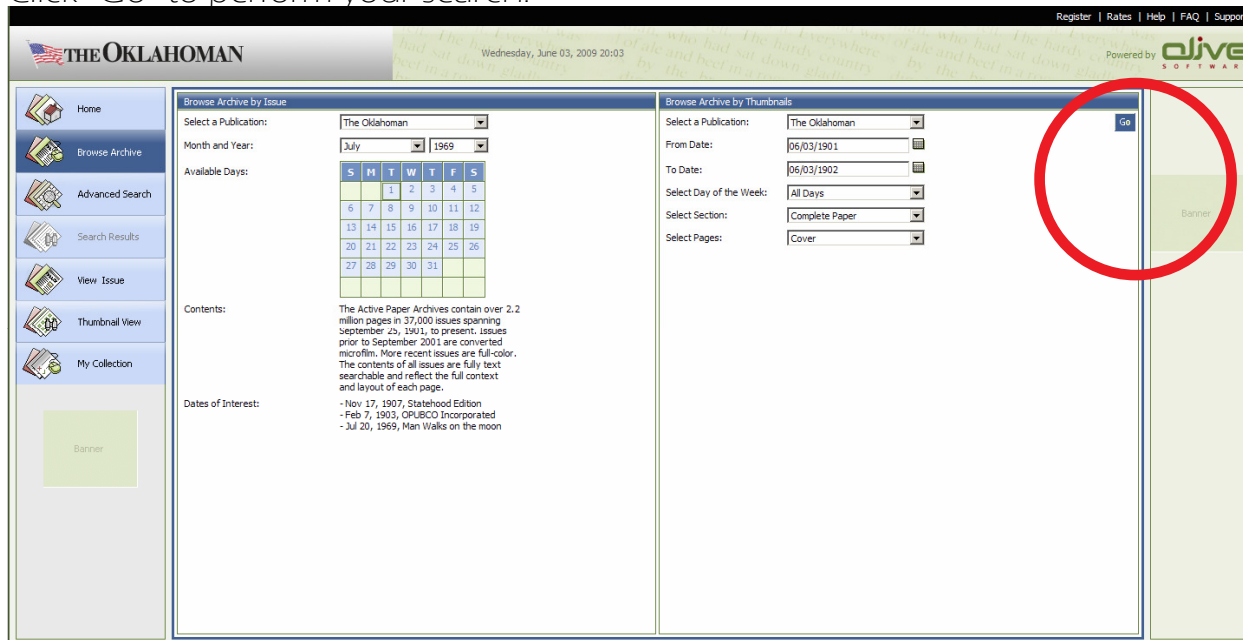 Click "Go" to perform your search.
Register | Rates | Help | FAQ | Suppor
THE OKLAHOMAN
Wednesday, June 03, 2009 20:03
Powered by Olive
SOFTWAR
Home
Browse Archive
Advanced Search
Search Results
View Issue
Thumbnail View
My Collection
Banner
Browse Archive by Issue
Select a Publication: The Oklahoman
Month and Year: July 1969
Available Days:
S M T W T F S
1 2 3 4 5
6 7 8 9 10 11 12
13 14 15 16 17 18 19
20 21 22 23 24 25 26
27 28 29 30 31
Contents: The Active Paper Archives contain over 2.2
million pages in 37,000 issues spanning
September 25, 1901, to present. Issues
prior to September 2001 are converted
microfilm. More recent issues are full-color.
The contents of all issues are fully text
searchable and reflect the full context
and layout of each page.
Dates of Interest: - Nov 17, 1907, Statehood Edition
- Feb 7, 1903, OPUBCO Incorporated
- Jul 20, 1969, Man Walks on the moon
Browse Archive by Thumbnails
Select a Publication: The Oklahoman
Go
From Date: 06/03/1901
To Date: 06/03/1902
Select Day of the Week: All Days
Select Section: Complete Paper
Select Pages: Cover
Banner